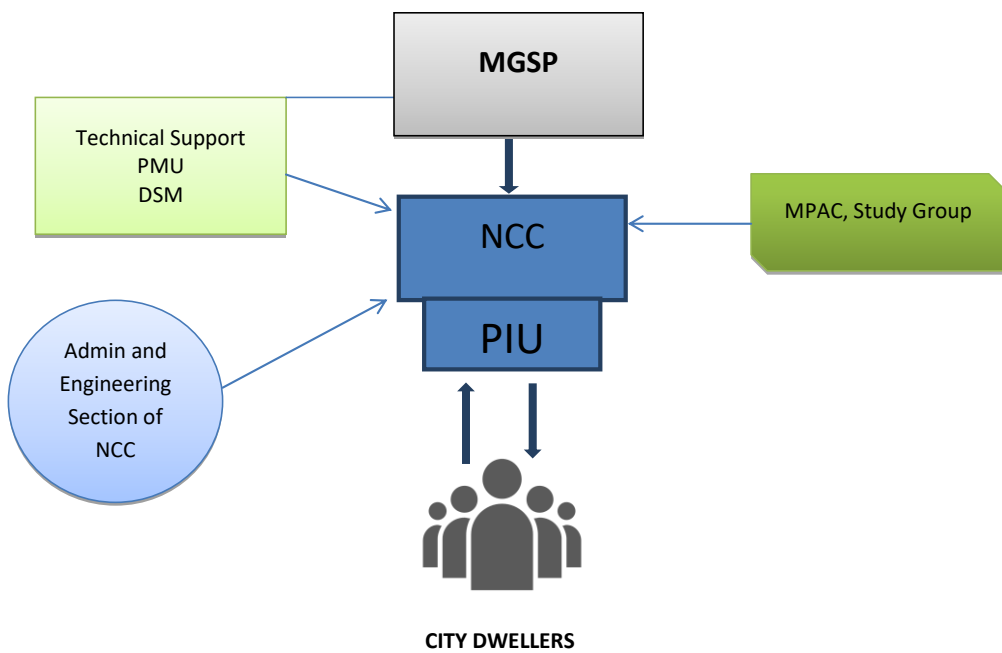 MGSP
Technical Support
PMU
DSM
NCC
MPAC, Study Group
PIU
Admin and
Engineering
Section of
NCC
CITY DWELLERS